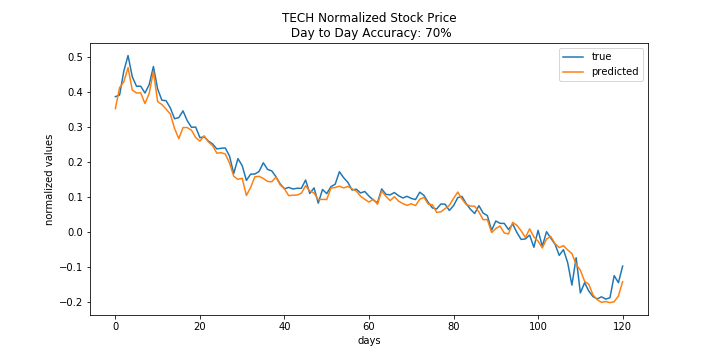 TECH Normalized Stock Price
Day to Day Accuracy: 70%
true
predicted
normalized values
0.5
0.4
0.3
0.2
0.1
0.0
−0.1
−0.2
0 20 40 60 80 100 120
days